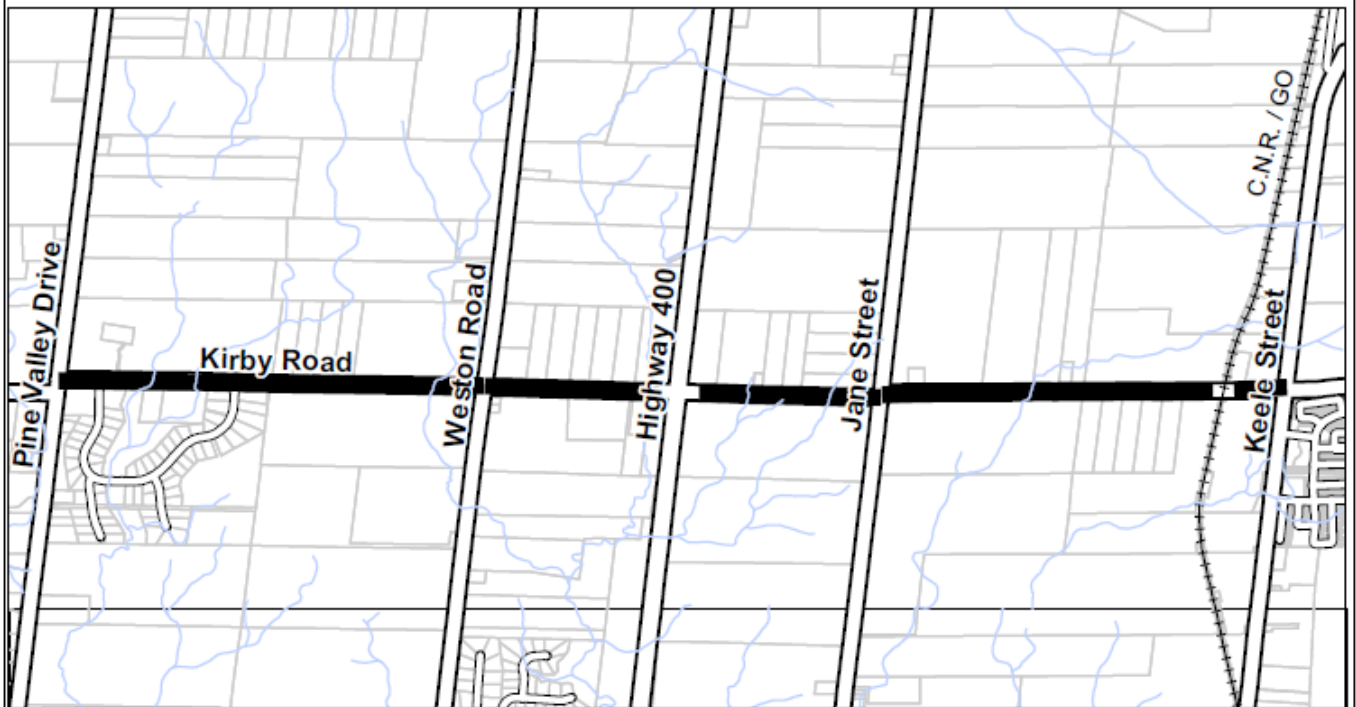 C.N.R. / GO
Pine Valley Drive
Kirby Road
Weston Road
Highway 400
Jane Street
Keele Street